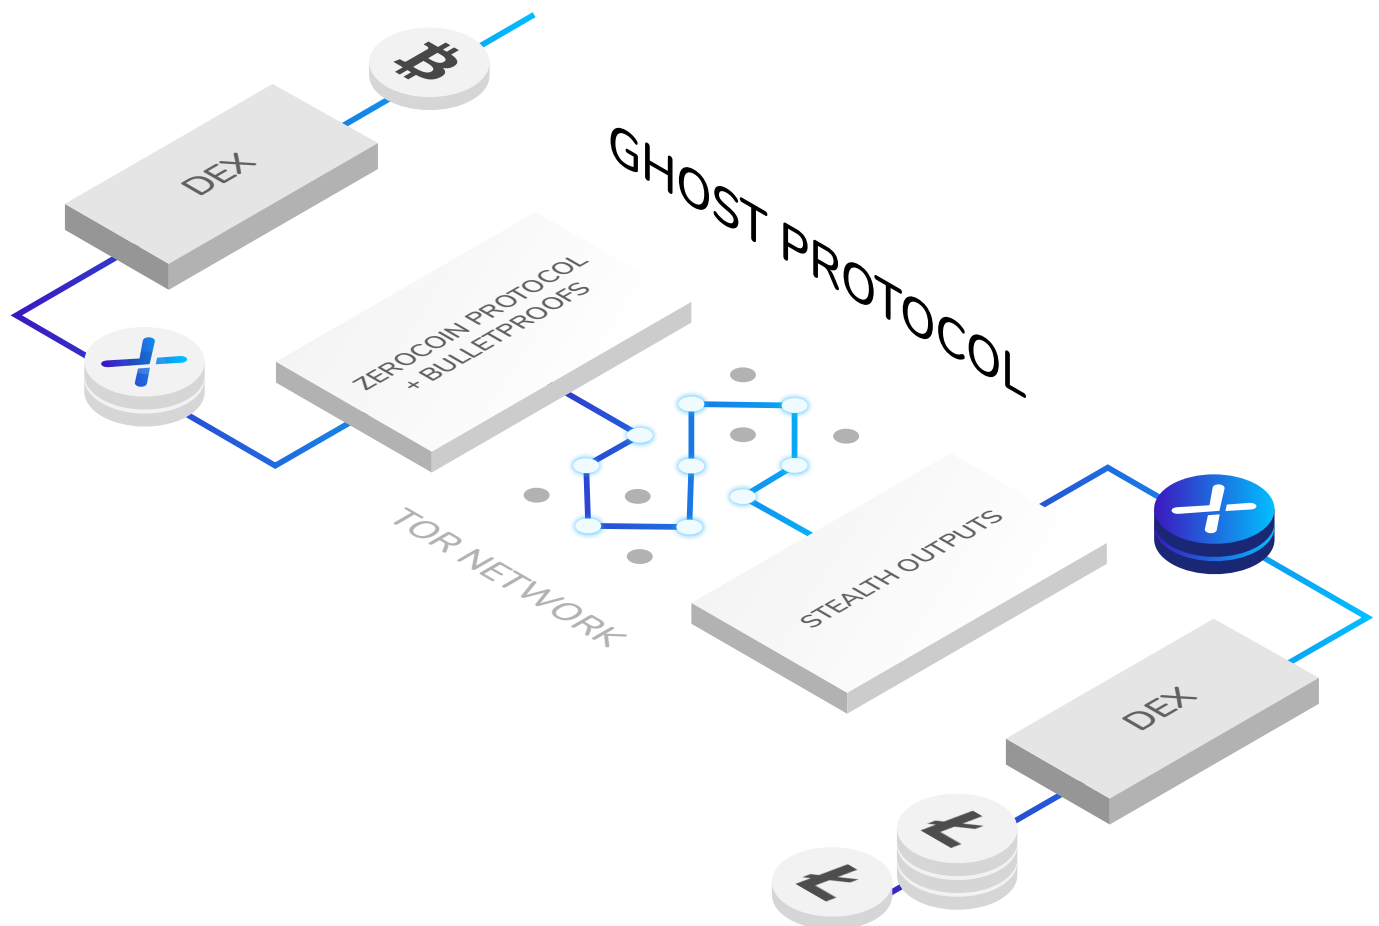 DEX
GHOST PROTOCOL
ZEROCOIN PROTOCOL
+ BULLETPROOFS
TOR NETWORK
STEALTH OUTPUTS
DEX